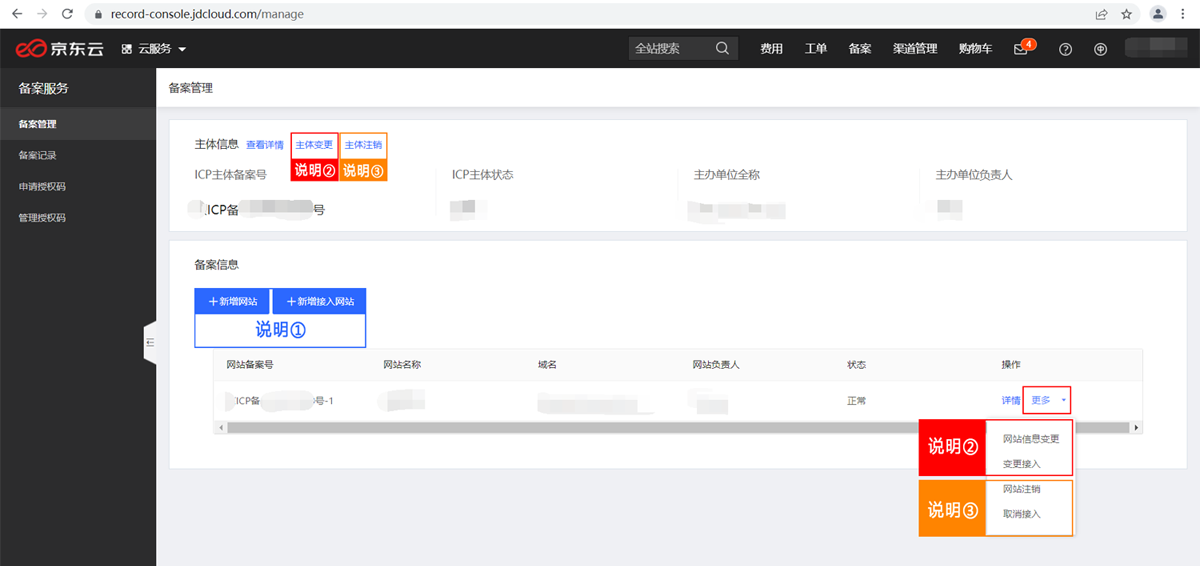 record-console.jdcloud.com/manage
京东云 云服务 全站搜索 费用 工单 备案 渠道管理 购物车 4
备案服务
备案管理
备案管理
备案记录
申请授权码
管理授权码
主体信息 查看详情 主体变更 主体注销
说明② 说明③
ICP主体备案号 ICP主体状态 主办单位全称 主办单位负责人
ICP备 号
备案信息
+新增网站 +新增接入网站
说明①
网站备案号 网站名称 域名 网站负责人 状态 操作
ICP备 号-1 正常 详情 更多
说明②
网站信息变更
变更接入
说明③
网站注销
取消接入